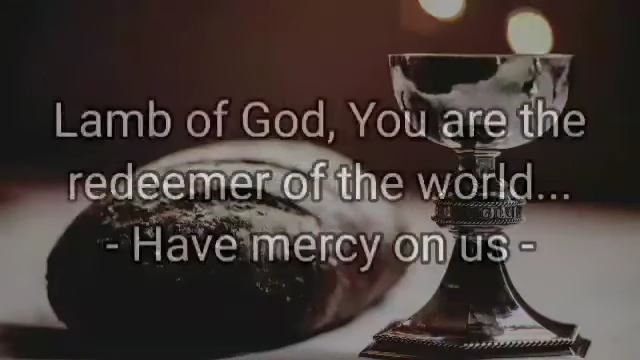 Lamb of God, You are the
redeemer of the world...
- Have mercy on us -